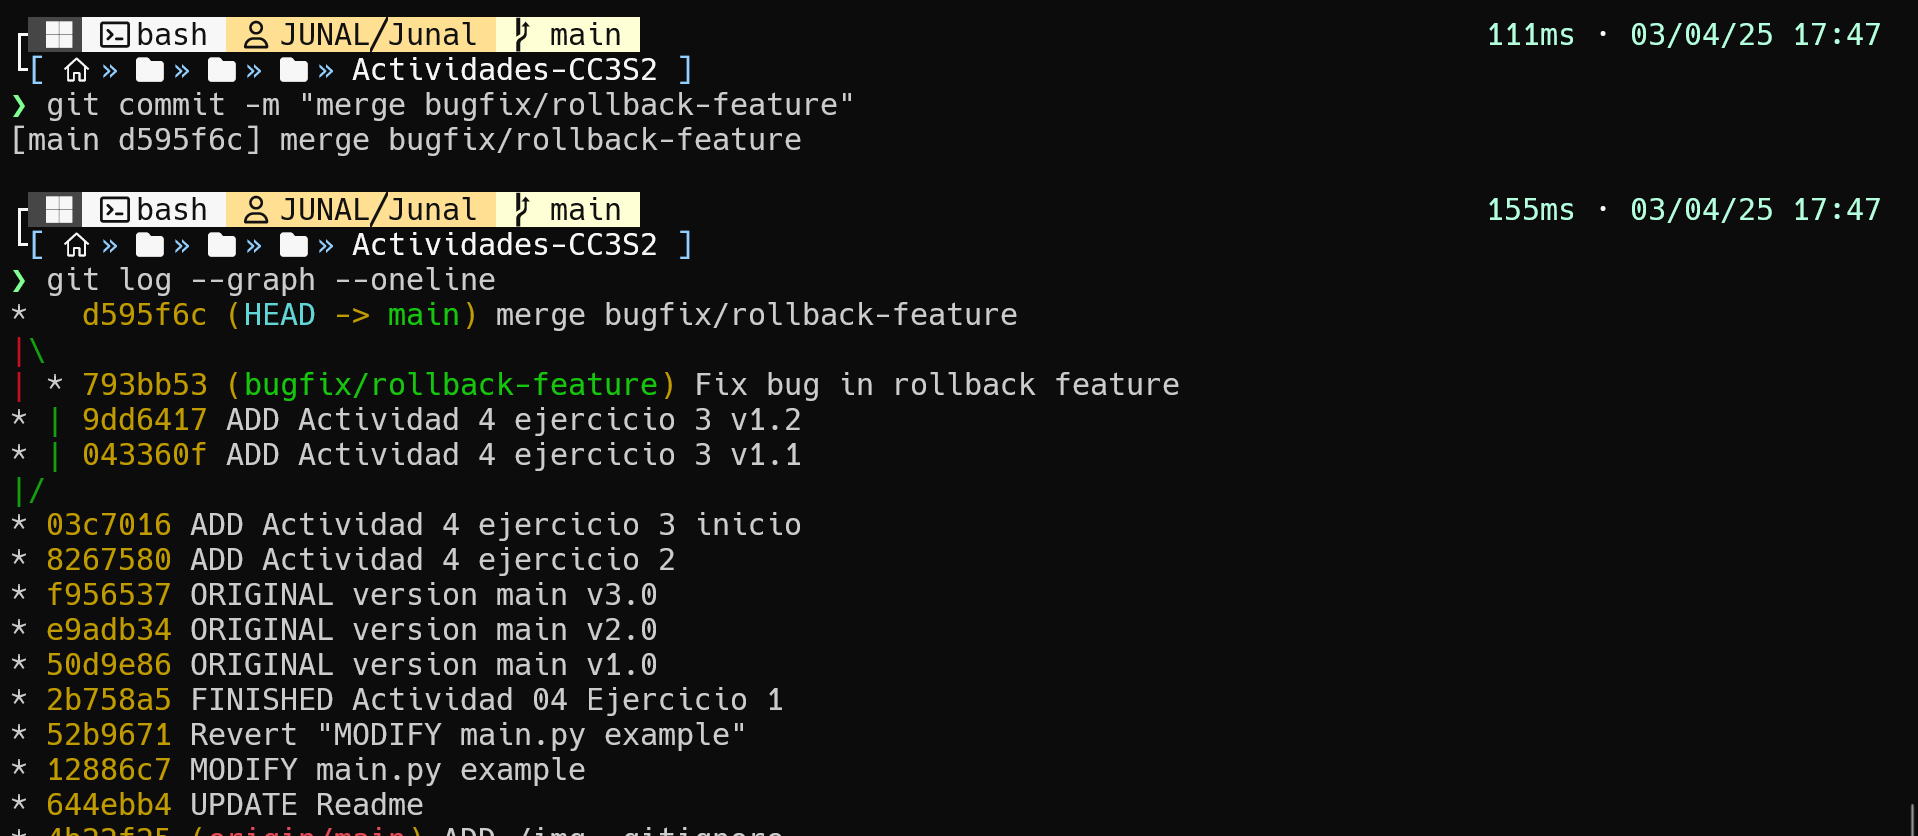 bash JUNAL/Junal main 111ms · 03/04/25 17:47
[ » » » » Actividades-CC3S2 ]
❯ git commit -m "merge bugfix/rollback-feature"
[main d595f6c] merge bugfix/rollback-feature
bash JUNAL/Junal main 155ms · 03/04/25 17:47
[ » » » » Actividades-CC3S2 ]
❯ git log --graph --oneline
*   d595f6c (HEAD -> main) merge bugfix/rollback-feature
|\
| * 793bb53 (bugfix/rollback-feature) Fix bug in rollback feature
* | 9dd6417 ADD Actividad 4 ejercicio 3 v1.2
* | 043360f ADD Actividad 4 ejercicio 3 v1.1
|/
* 03c7016 ADD Actividad 4 ejercicio 3 inicio
* 8267580 ADD Actividad 4 ejercicio 2
* f956537 ORIGINAL version main v3.0
* e9adb34 ORIGINAL version main v2.0
* 50d9e86 ORIGINAL version main v1.0
* 2b758a5 FINISHED Actividad 04 Ejercicio 1
* 52b9671 Revert "MODIFY main.py example"
* 12886c7 MODIFY main.py example
* 644ebb4 UPDATE Readme
* (origin/main) ADD /img